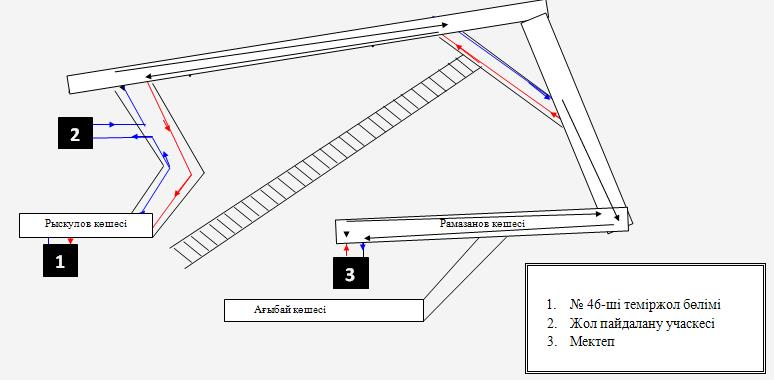 2
Рыскулов көшесі
Рамазанов көшесі
1
3
Ағыбай көшесі
1. № 46-ші теміржол бөлімі
2. Жол пайдалану учаскесі
3. Мектеп